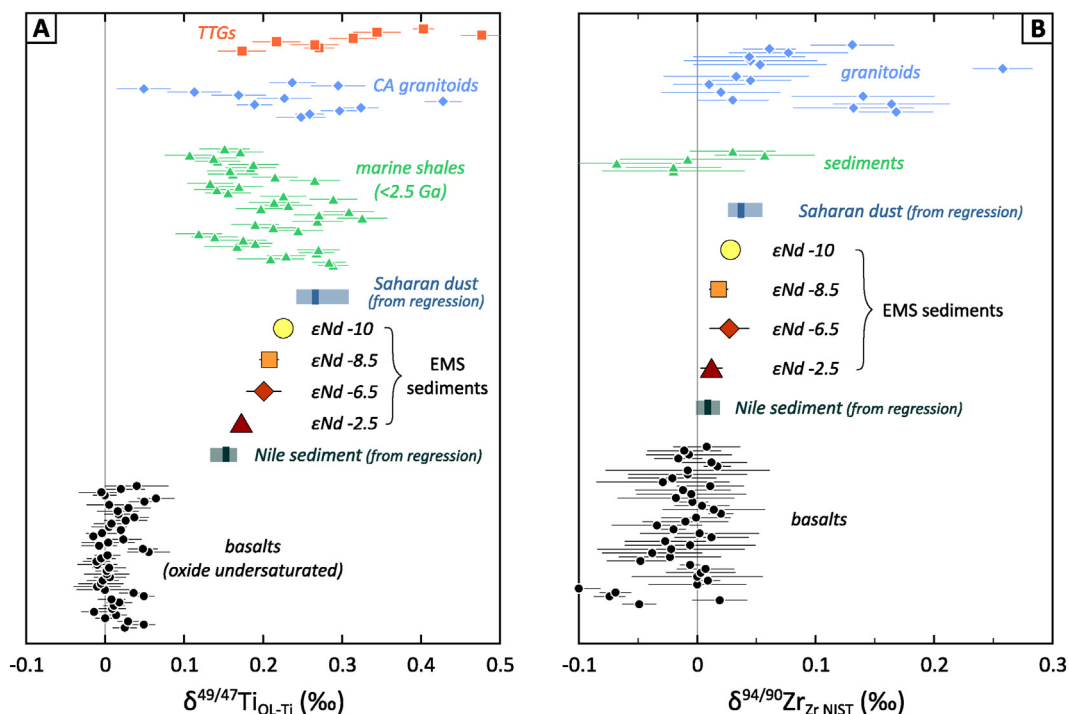 A
TTGs
CA granitoids
marine shales
(<2.5 Ga)
Saharan dust
(from regression)
εNd -10
εNd -8.5
εNd -6.5
εNd -2.5
EMS
sediments
Nile sediment (from regression)
basalts
(oxide undersaturated)
-0.1 0 0.1 0.2 0.3 0.4 0.5
δ49/47TiOL-Ti (‰)
B
granitoids
sediments
Saharan dust (from regression)
εNd -10
εNd -8.5
εNd -6.5
εNd -2.5
EMS sediments
Nile sediment (from regression)
basalts
-0.1 0 0.1 0.2 0.3
δ94/90ZrZr NIST (‰)